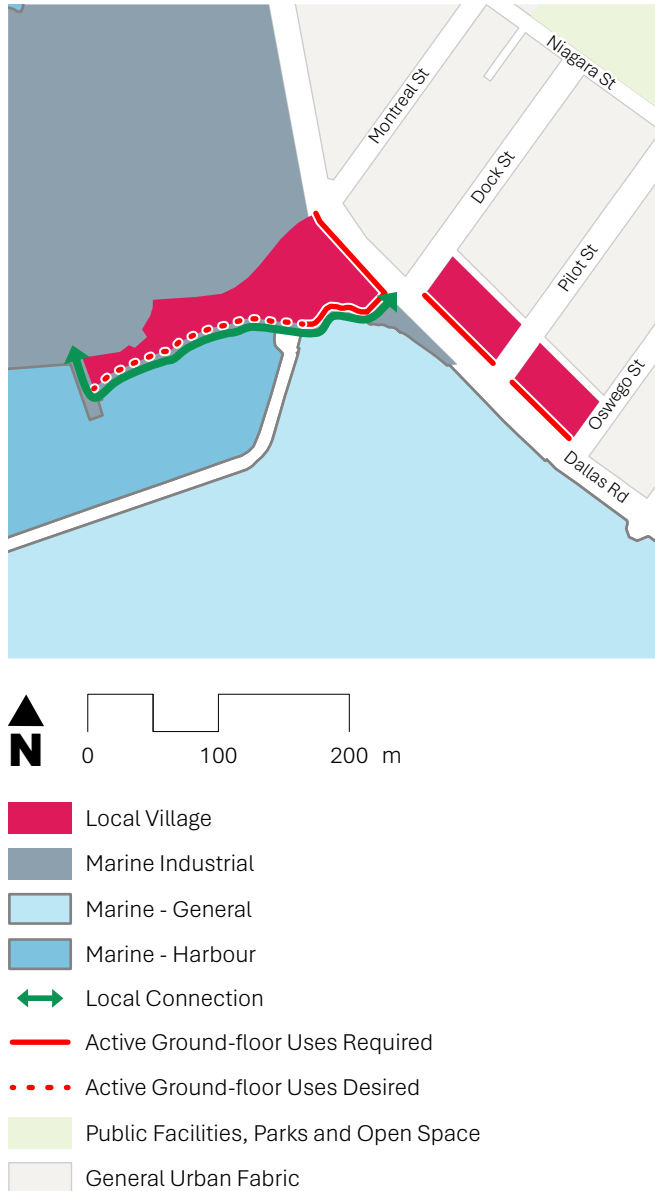 Niagara St
Montreal St
Dock St
Pilot St
Oswego St
Dallas Rd
N
0 100 200 m
Local Village
Marine Industrial
Marine - General
Marine - Harbour
Local Connection
Active Ground-floor Uses Required
Active Ground-floor Uses Desired
Public Facilities, Parks and Open Space
General Urban Fabric